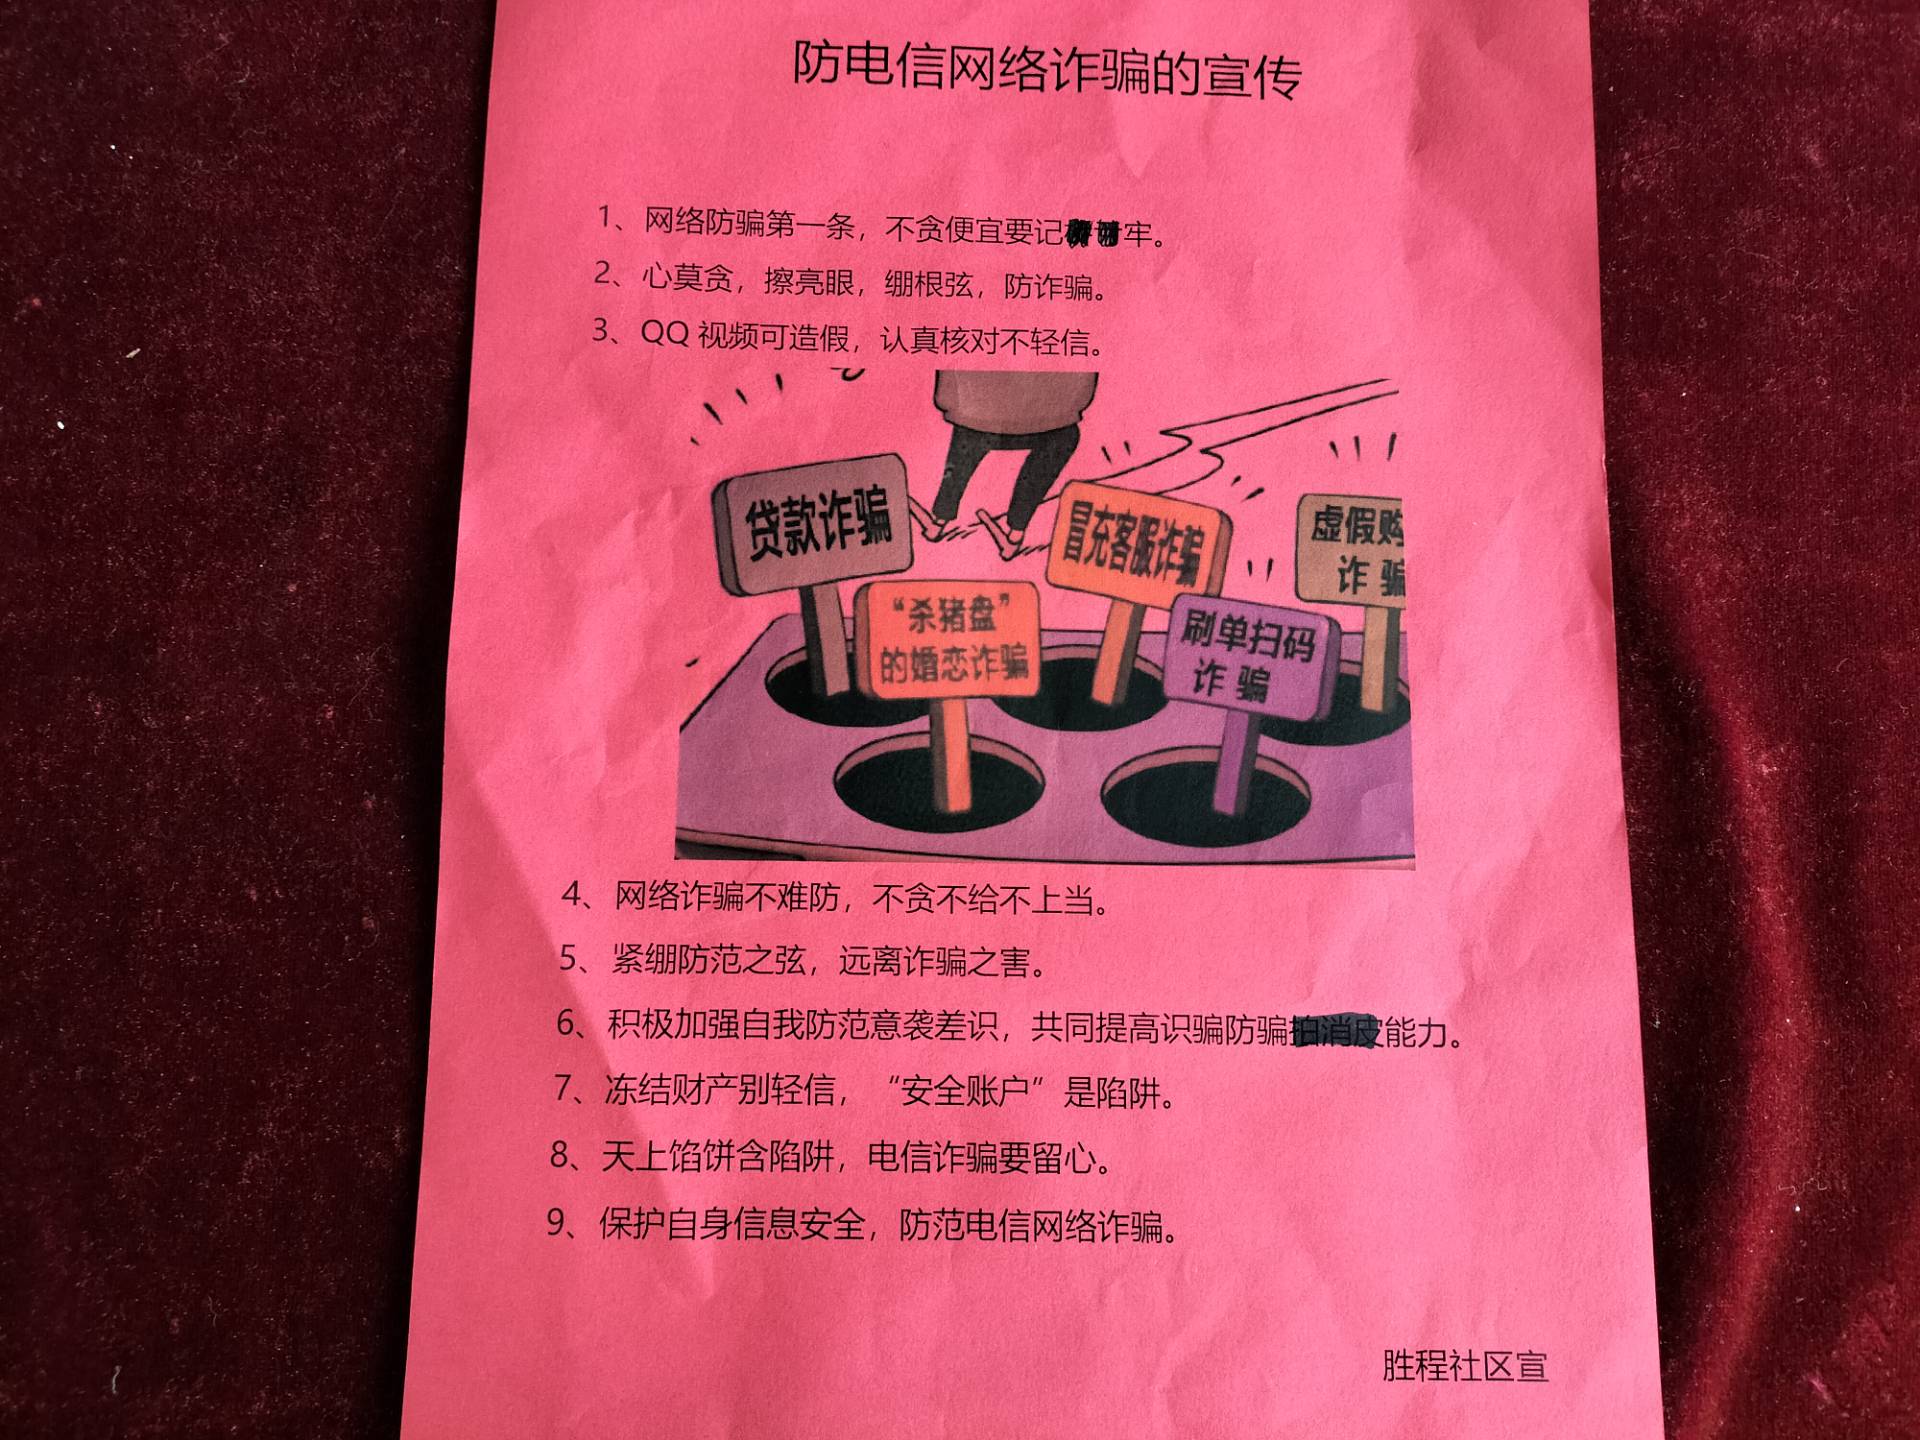 防电信网络诈骗的宣传
1、网络防骗第一条，不贪便宜要记牢。
2、心莫贪，擦亮眼，绷根弦，防诈骗。
3、QQ 视频可造假，认真核对不轻信。
贷款诈骗
冒充客服诈骗
虚假购
诈 骗
“杀猪盘”
的婚恋诈骗
刷单扫码
诈 骗
4、网络诈骗不难防，不贪不给不上当。
5、紧绷防范之弦，远离诈骗之害。
6、积极加强自我防范意袭差识，共同提高识骗防骗拍消皮能力。
7、冻结财产别轻信，“安全账户”是陷阱。
8、天上馅饼含陷阱，电信诈骗要留心。
9、保护自身信息安全，防范电信网络诈骗。
胜程社区宣